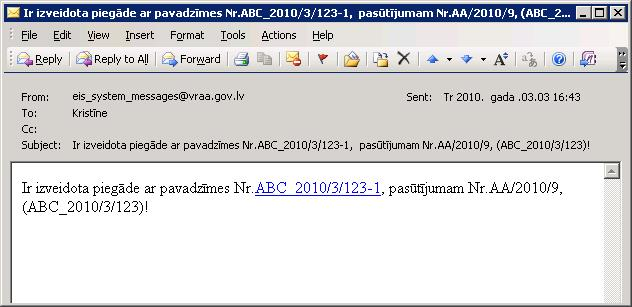 Ir izveidota piegāde ar pavadzīmes Nr.ABC_2010/3/123-1, pasūtījumam Nr.AA/2010/9, (ABC_2...
File Edit View Insert Format Tools Actions Help
Reply Reply to All Forward
From: eis_system_messages@vraa.gov.lv Sent: Tr 2010. gada .03.03 16:43
To: Kristīne
Cc:
Subject: Ir izveidota piegāde ar pavadzīmes Nr.ABC_2010/3/123-1, pasūtījumam Nr.AA/2010/9, (ABC_2010/3/123)!
Ir izveidota piegāde ar pavadzīmes Nr.ABC_2010/3/123-1, pasūtījumam Nr.AA/2010/9,
(ABC_2010/3/123)!